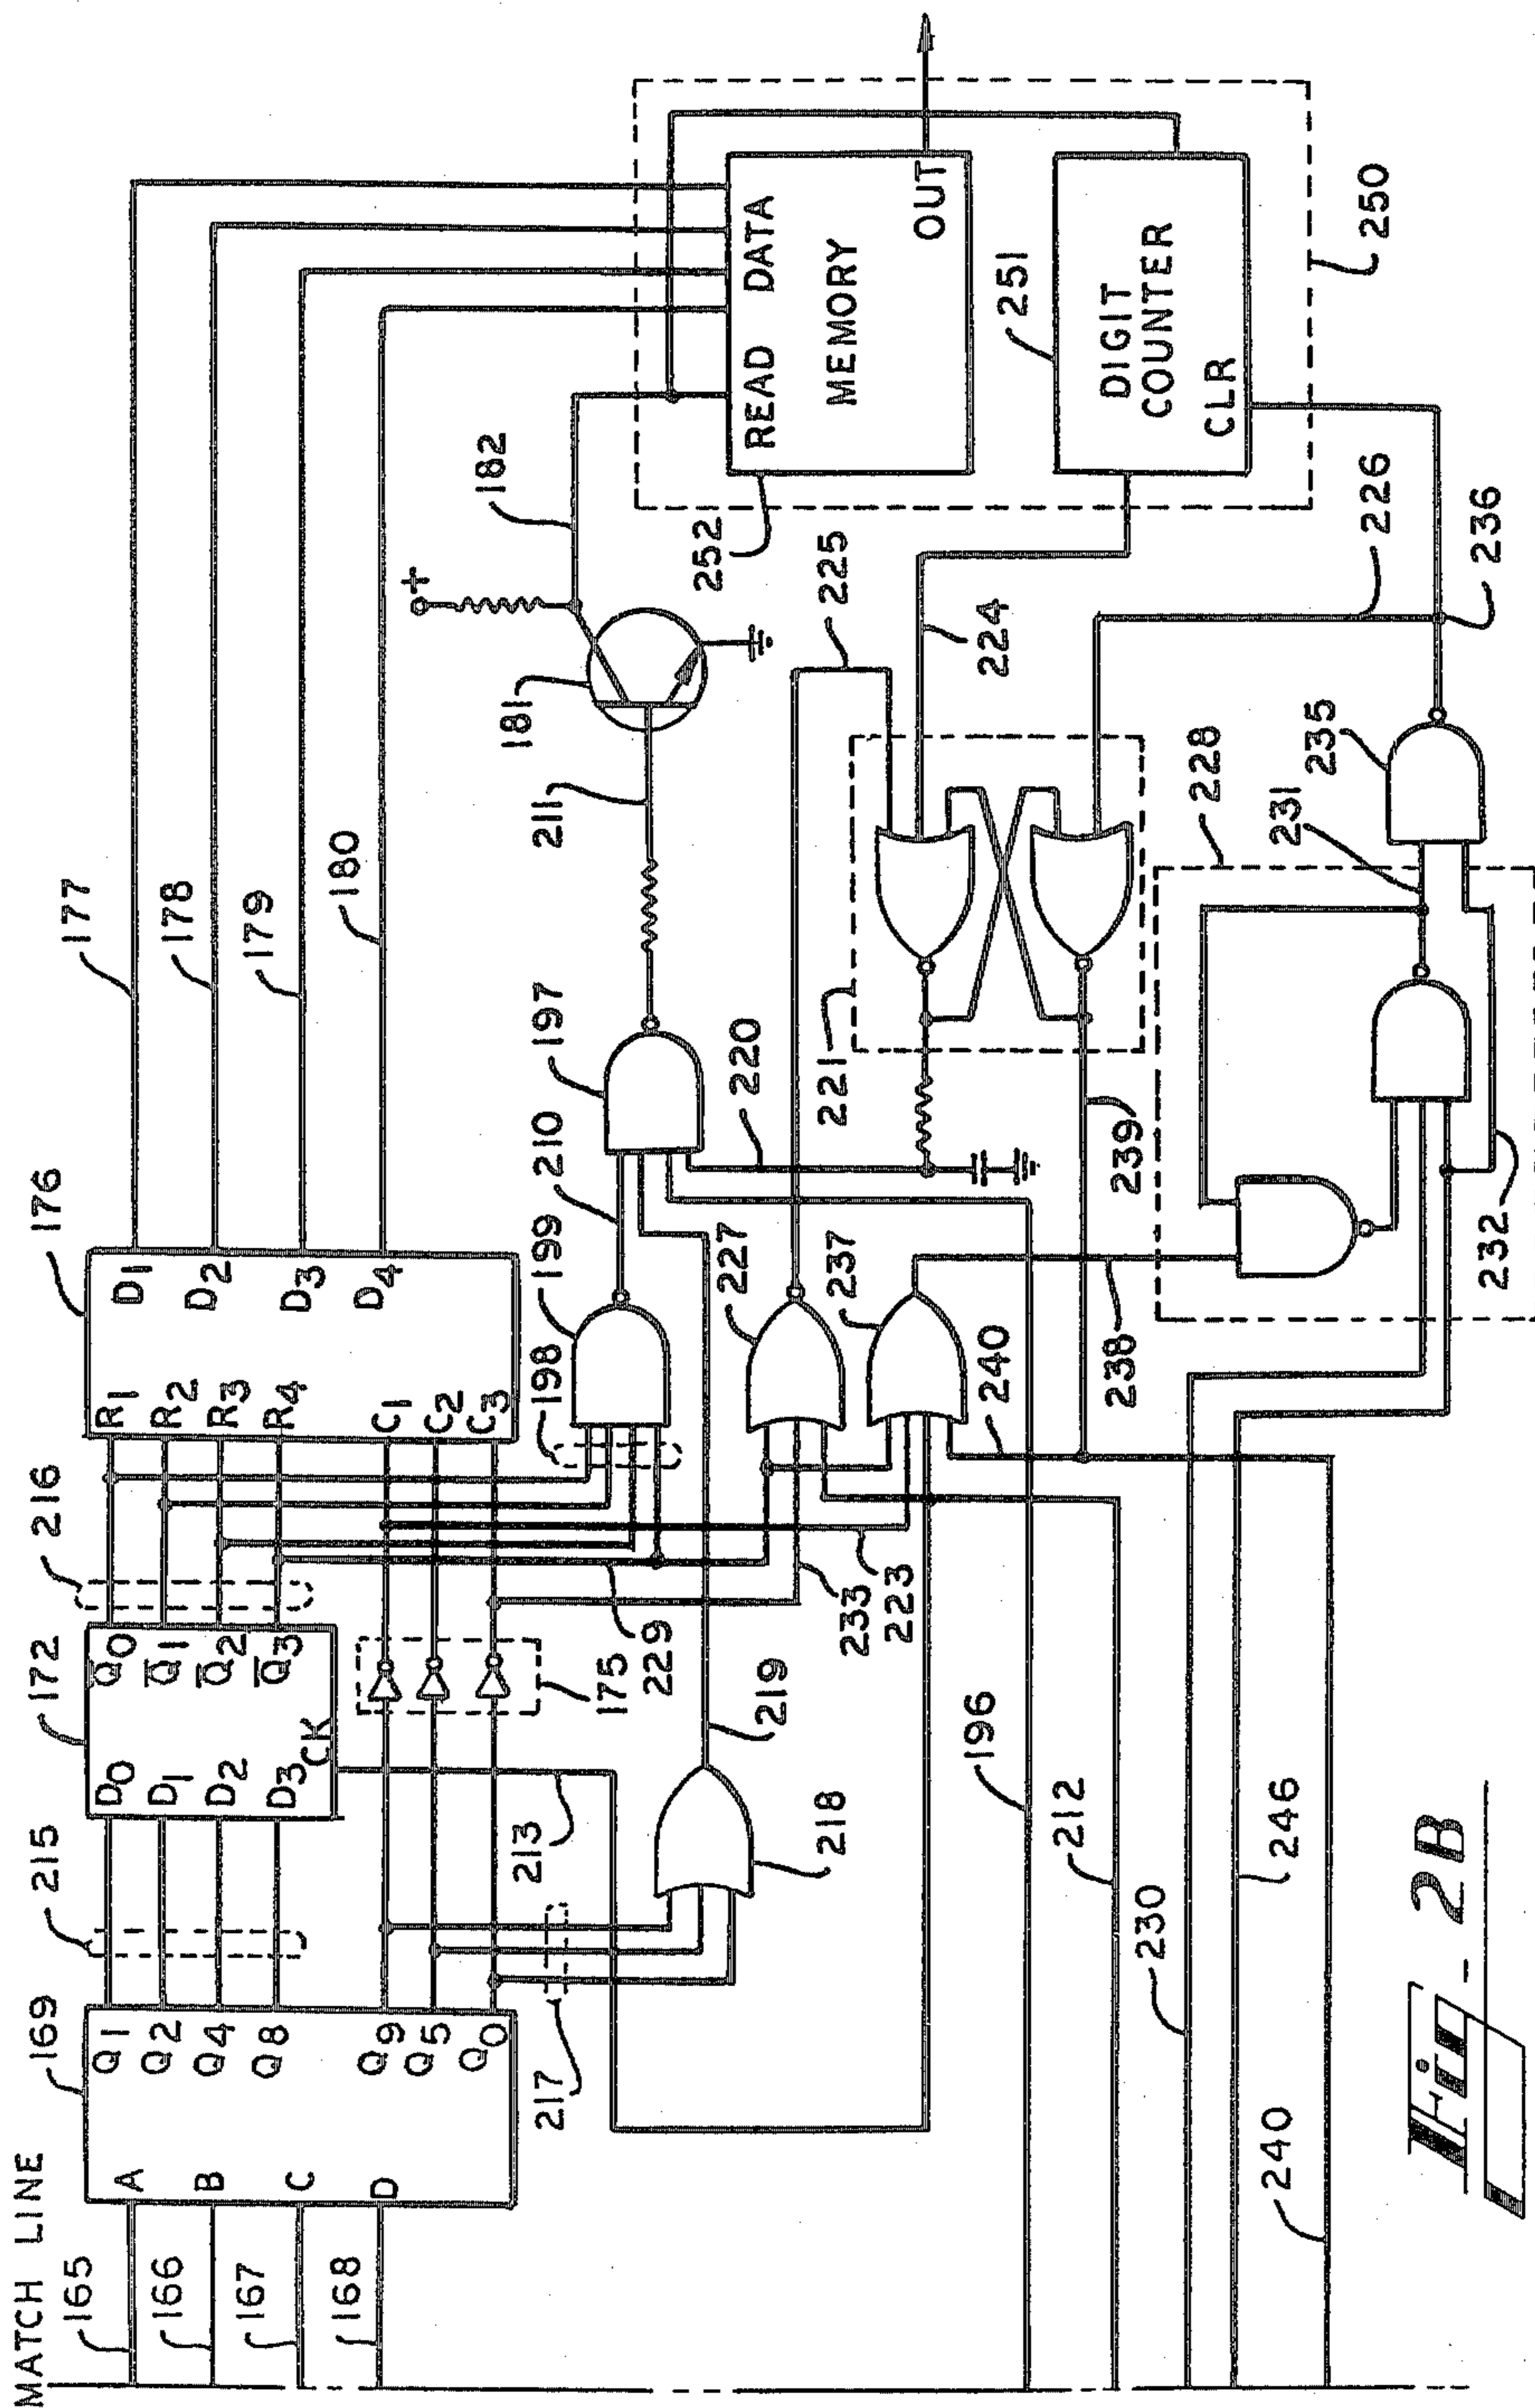 MATCH LINE
165
166
167
168
A
B
C
D
169
Q1
Q2
Q4
Q8
Q9
Q5
Q0
215
217
D0
D1
D2
D3
CK
172
Q0
Q̅1
Q̅2
Q̅3
216
213
175
229
233
223
218
219
R1
R2
R3
R4
C1
C2
C3
176
D1
D2
D3
D4
177
178
179
180
198
199
210
197
211
181
+
182
220
221
225
224
227
237
240
238
239
196
212
230
246
240
232
231
228
235
226
236
252
READ DATA
MEMORY
OUT
251
DIGIT
COUNTER
CLR
250
Fig-2B